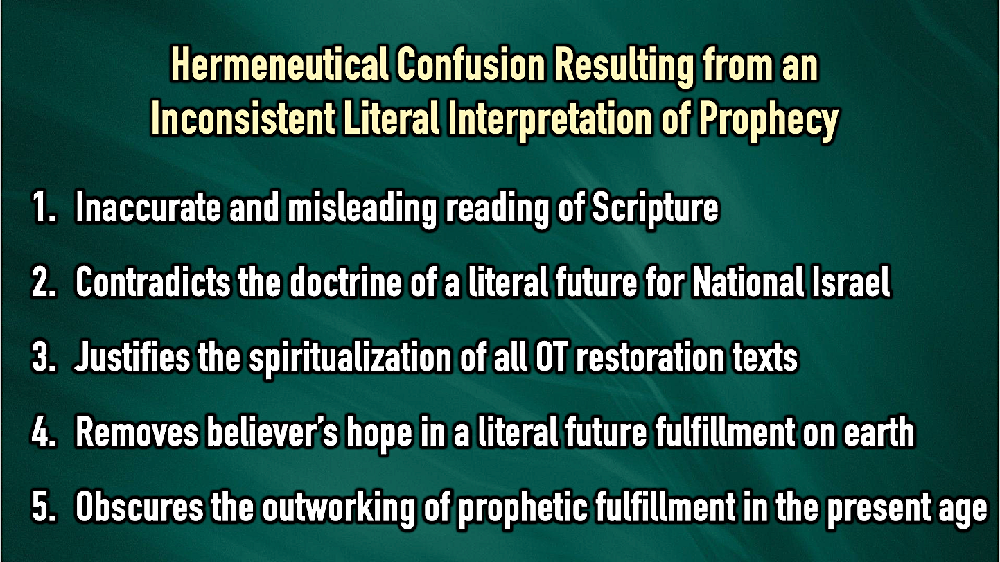 Hermeneutical Confusion Resulting from an
Inconsistent Literal Interpretation of Prophecy
1. Inaccurate and misleading reading of Scripture
2. Contradicts the doctrine of a literal future for National Israel
3. Justifies the spiritualization of all OT restoration texts
4. Removes believer’s hope in a literal future fulfillment on earth
5. Obscures the outworking of prophetic fulfillment in the present age